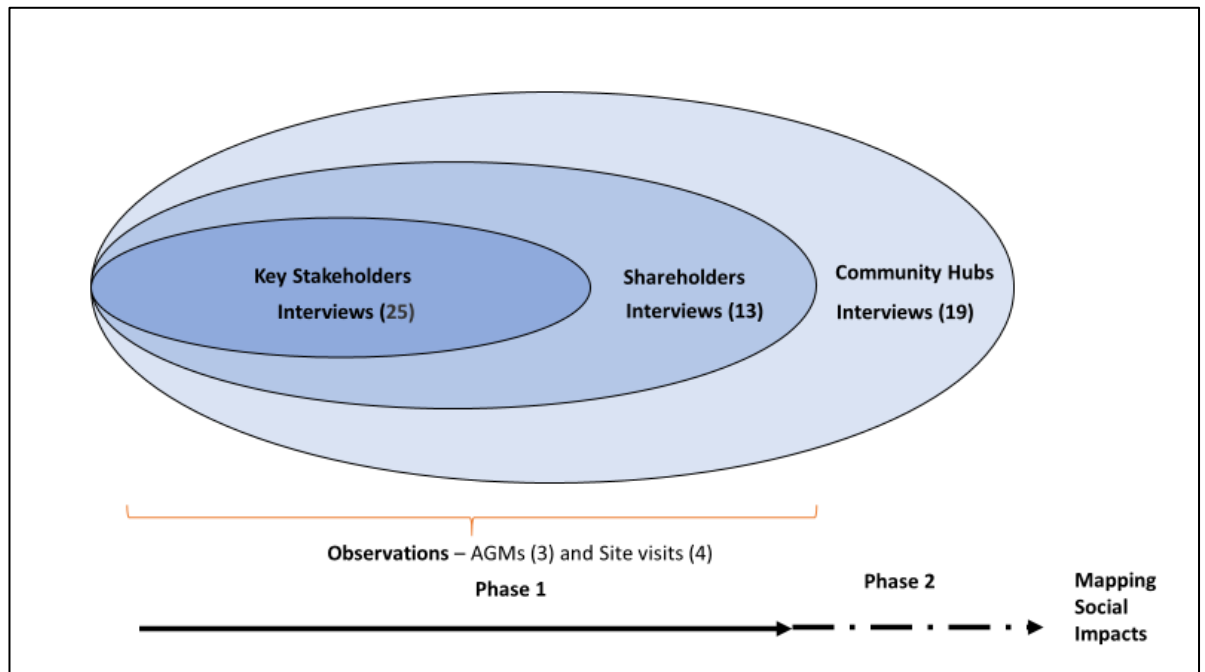 Key Stakeholders
Interviews (25)
Shareholders
Interviews (13)
Community Hubs
Interviews (19)
Observations – AGMs (3) and Site visits (4)
Phase 1
Phase 2
Mapping
Social
Impacts